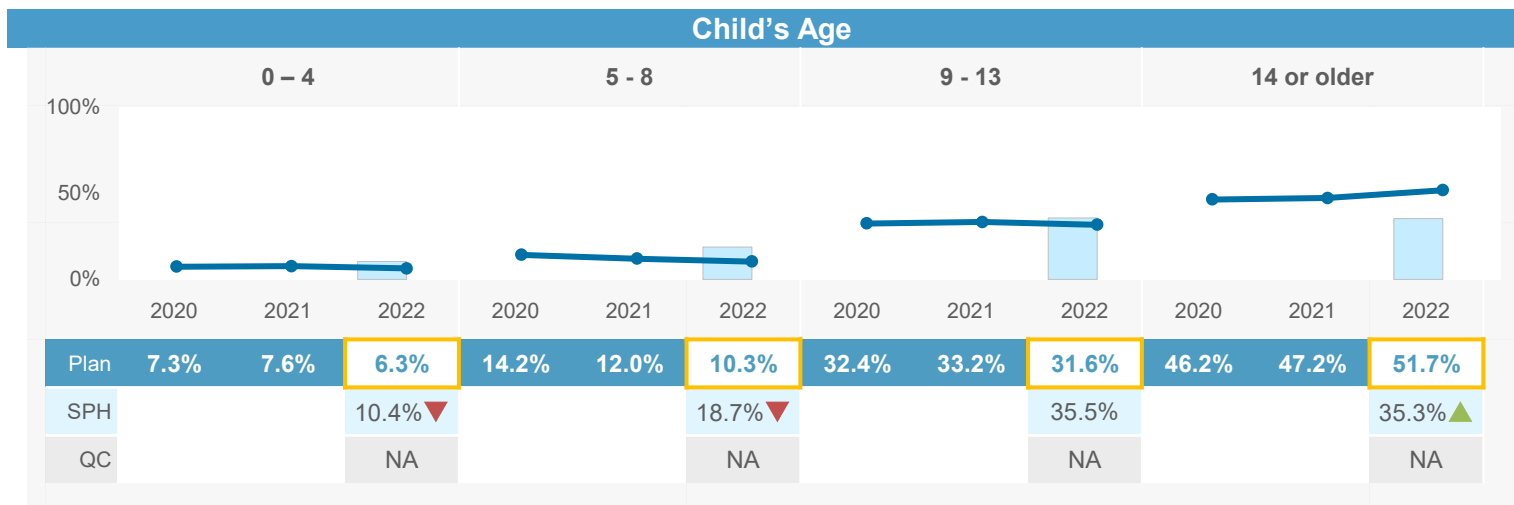 Child's Age
0 – 4 5 - 8 9 - 13 14 or older
100%
50%
0%
2020 2021 2022 2020 2021 2022 2020 2021 2022 2020 2021 2022
Plan 7.3% 7.6% 6.3% 14.2% 12.0% 10.3% 32.4% 33.2% 31.6% 46.2% 47.2% 51.7%
SPH 10.4% 18.7% 35.5% 35.3%
QC NA NA NA NA